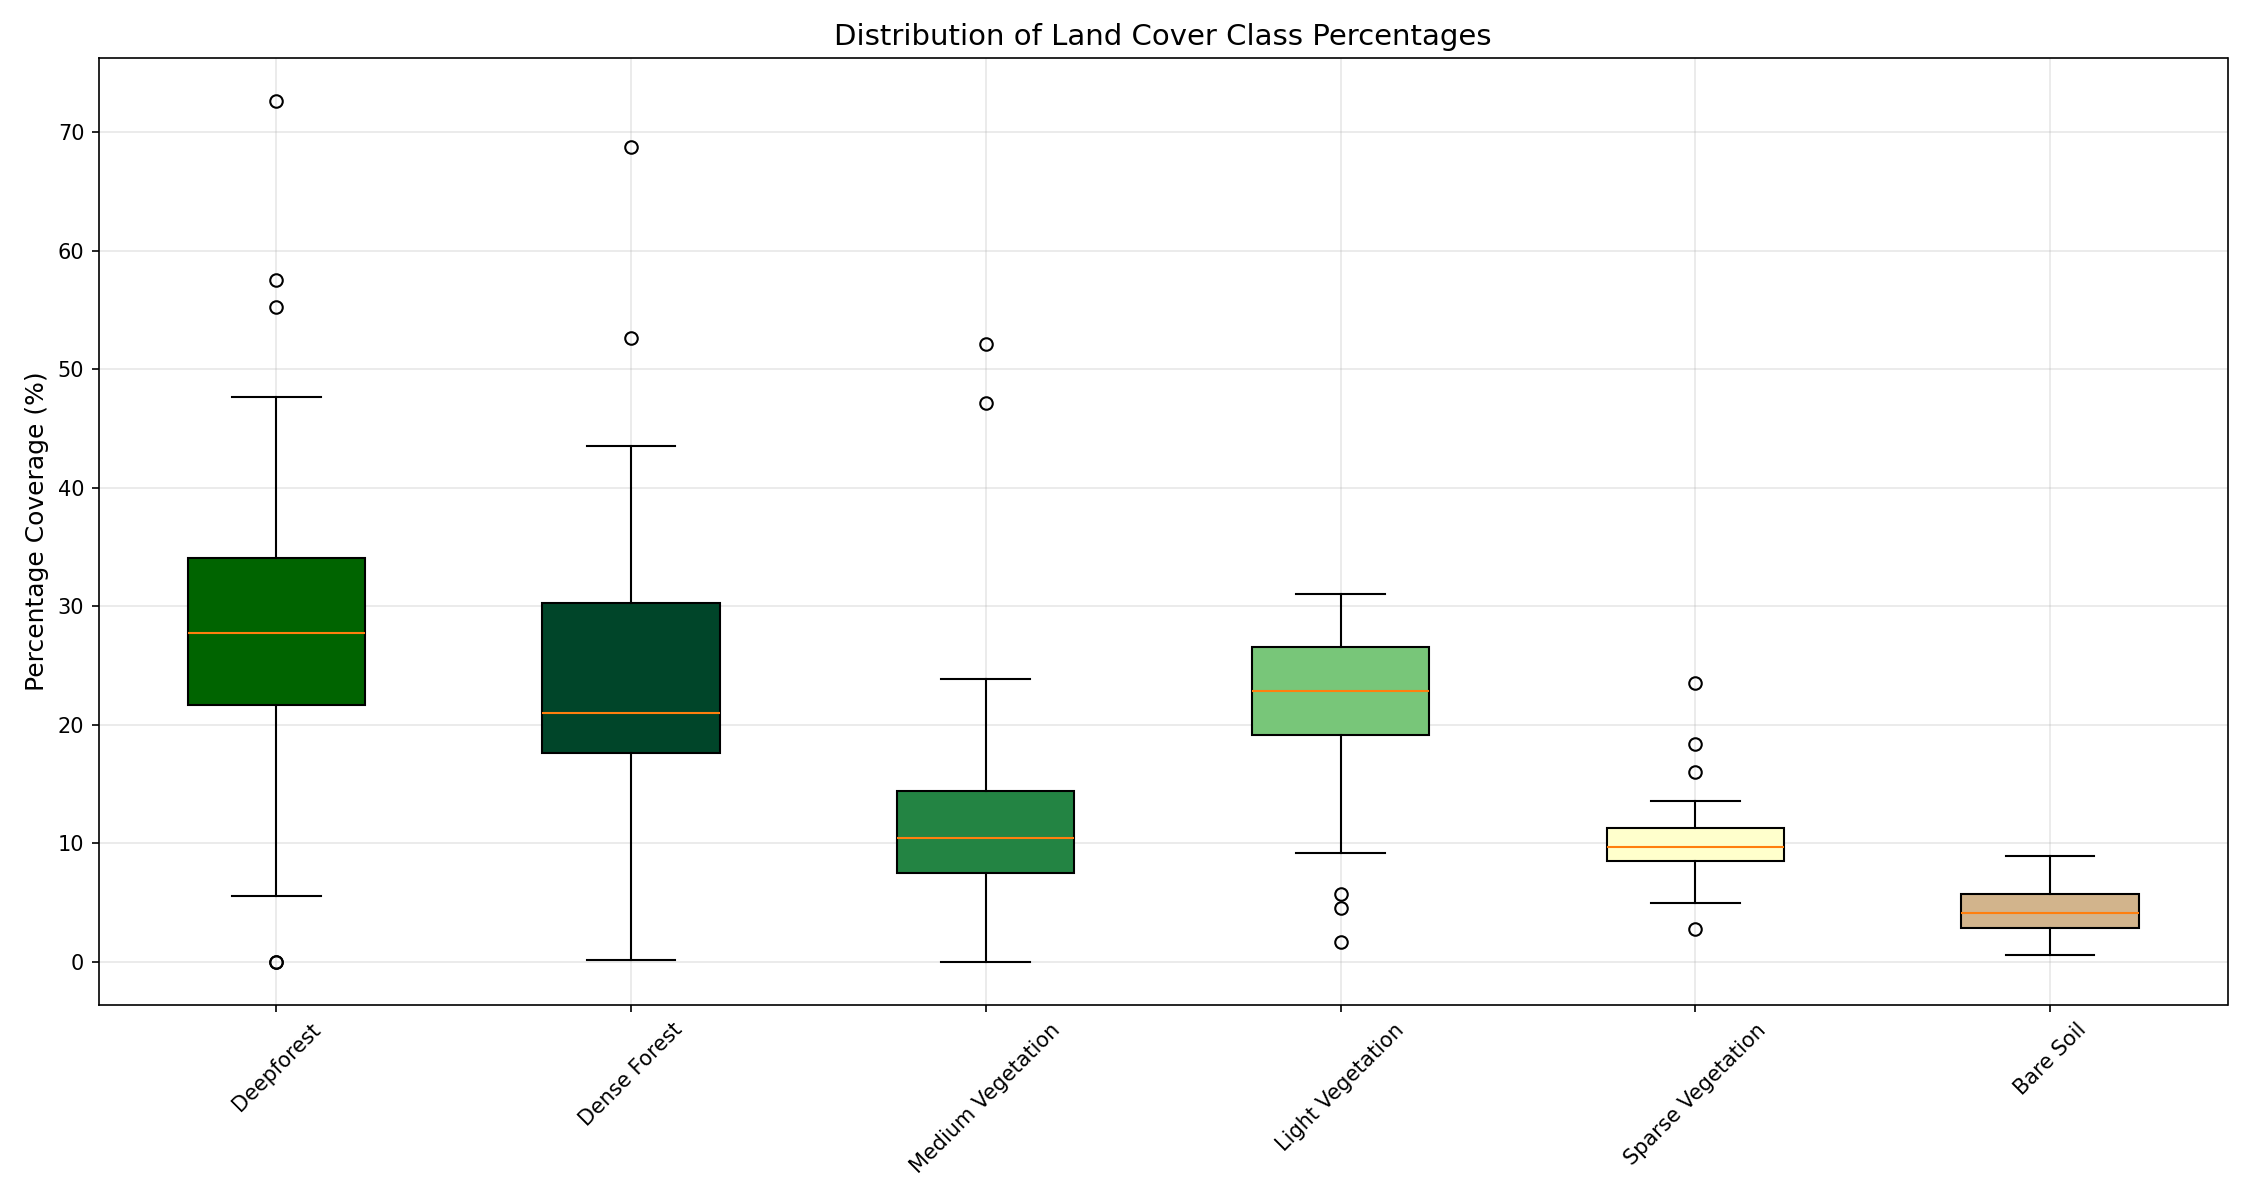 Distribution of Land Cover Class Percentages
Percentage Coverage (%)
70
60
50
40
30
20
10
0
Deepforest
Dense Forest
Medium Vegetation
Light Vegetation
Sparse Vegetation
Bare Soil